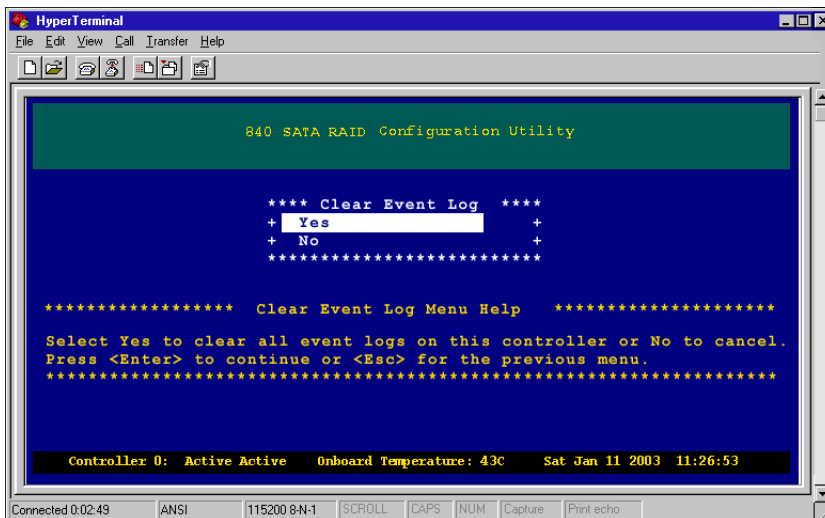 HyperTerminal
File Edit View Call Transfer Help
840 SATA RAID Configuration Utility
**** Clear Event Log ****
+ Yes +
+ No +
**************************
****************** Clear Event Log Menu Help *********************
Select Yes to clear all event logs on this controller or No to cancel.
Press <Enter> to continue or <Esc> for the previous menu.
*********************************************************************
Controller 0: Active Active Onboard Temperature: 43C Sat Jan 11 2003 11:26:53
Connected 0:02:49 ANSI 115200 8-N-1 SCROLL CAPS NUM Capture Print echo